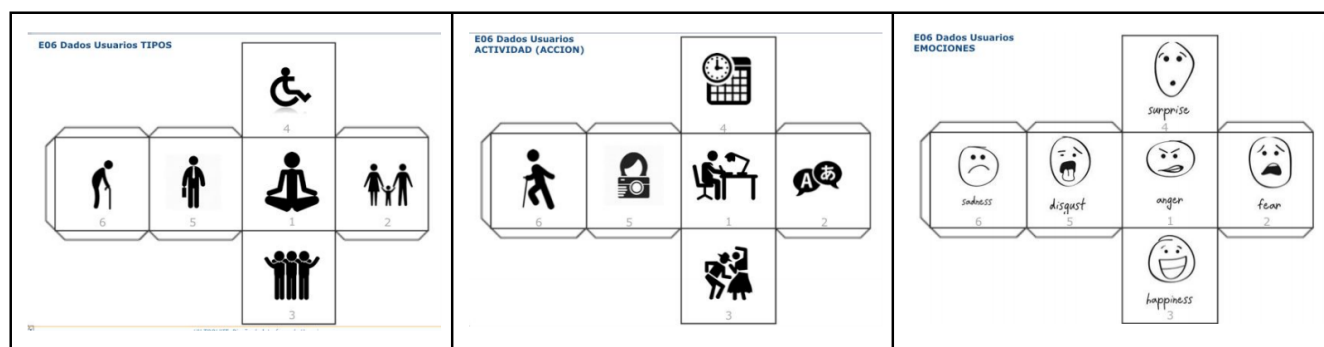 E06 Dados Usuarios TIPOS
4
6
5
1
2
3
E06 Dados Usuarios
ACTIVIDAD (ACCION)
4
6
5
1
A あ
2
3
E06 Dados Usuarios
EMOCIONES
surprise
4
sadness
6
disgust
5
anger
1
fear
2
happiness
3